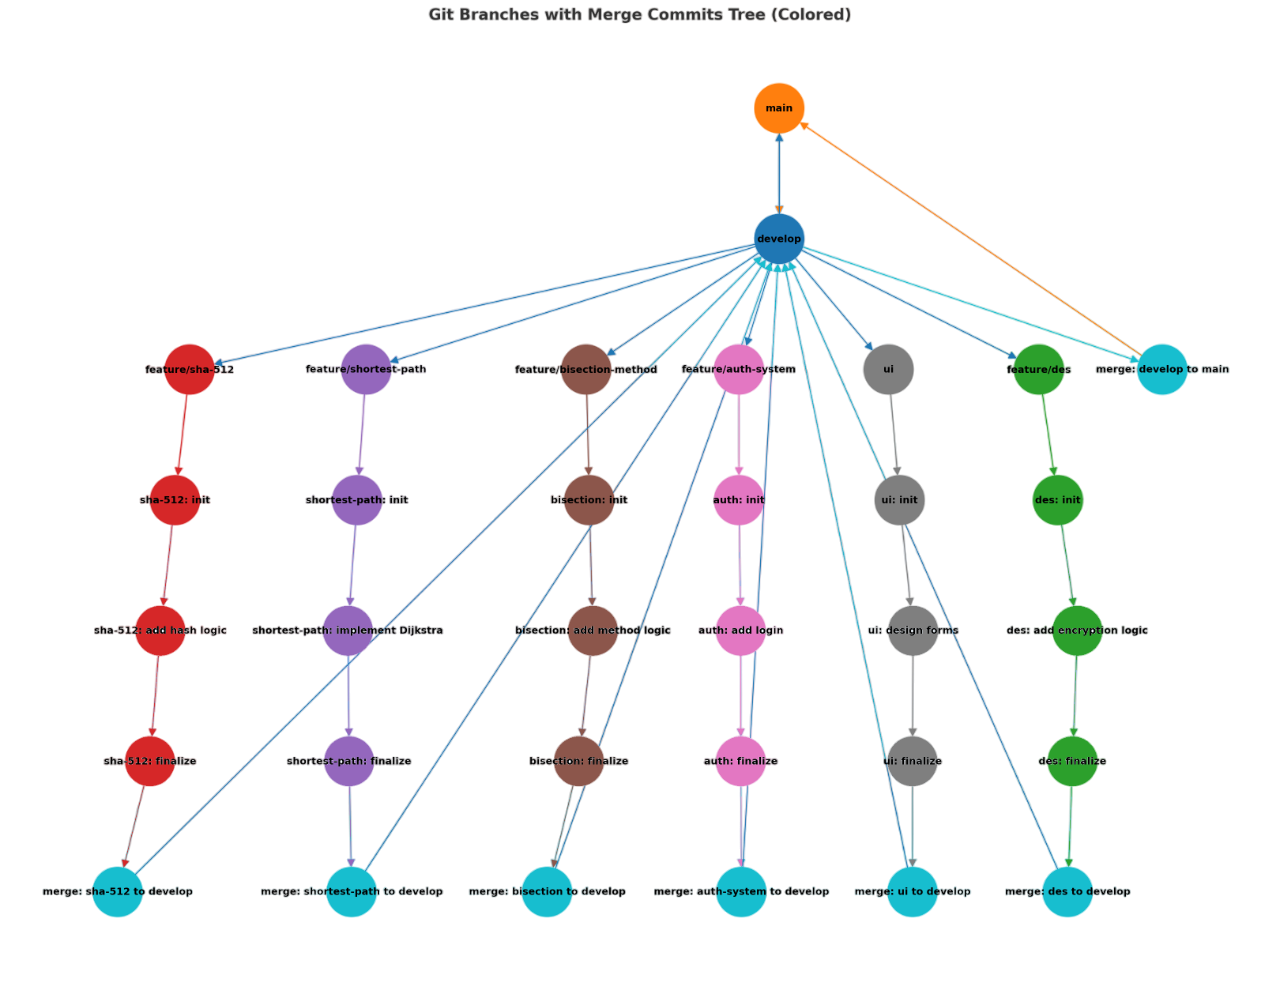 Git Branches with Merge Commits Tree (Colored)
main
develop
feature/sha-512
feature/shortest-path
feature/bisection-method
feature/auth-system
ui
feature/des
merge: develop to main
sha-512: init
shortest-path: init
bisection: init
auth: init
ui: init
des: init
sha-512: add hash logic
shortest-path: implement Dijkstra
bisection: add method logic
auth: add login
ui: design forms
des: add encryption logic
sha-512: finalize
shortest-path: finalize
bisection: finalize
auth: finalize
ui: finalize
des: finalize
merge: sha-512 to develop
merge: shortest-path to develop
merge: bisection to develop
merge: auth-system to develop
merge: ui to develop
merge: des to develop